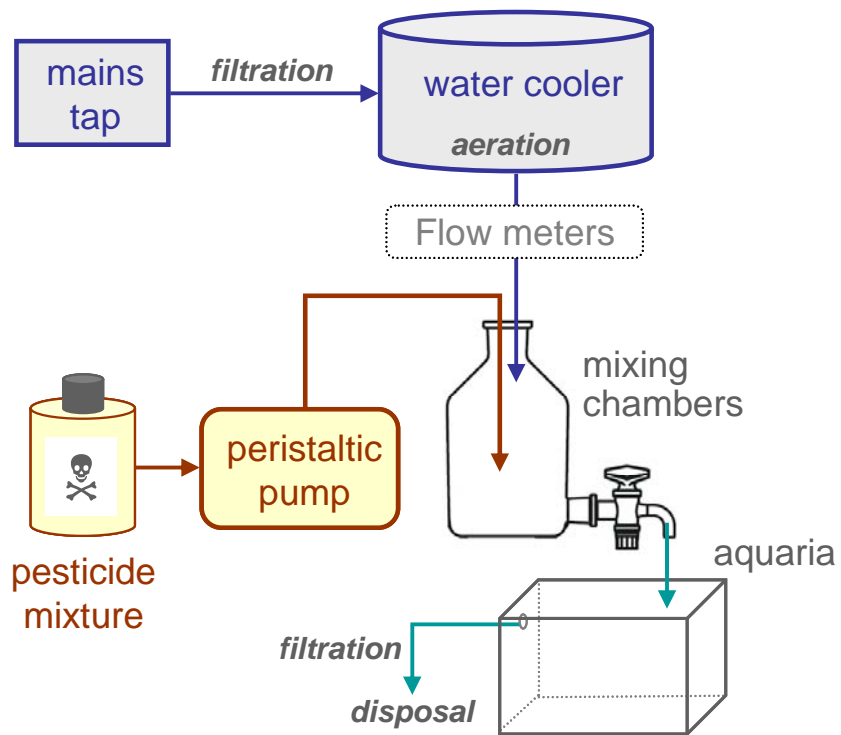 mains
tap
filtration
water cooler
aeration
Flow meters
mixing
chambers
peristaltic
pump
pesticide
mixture
aquaria
filtration
disposal